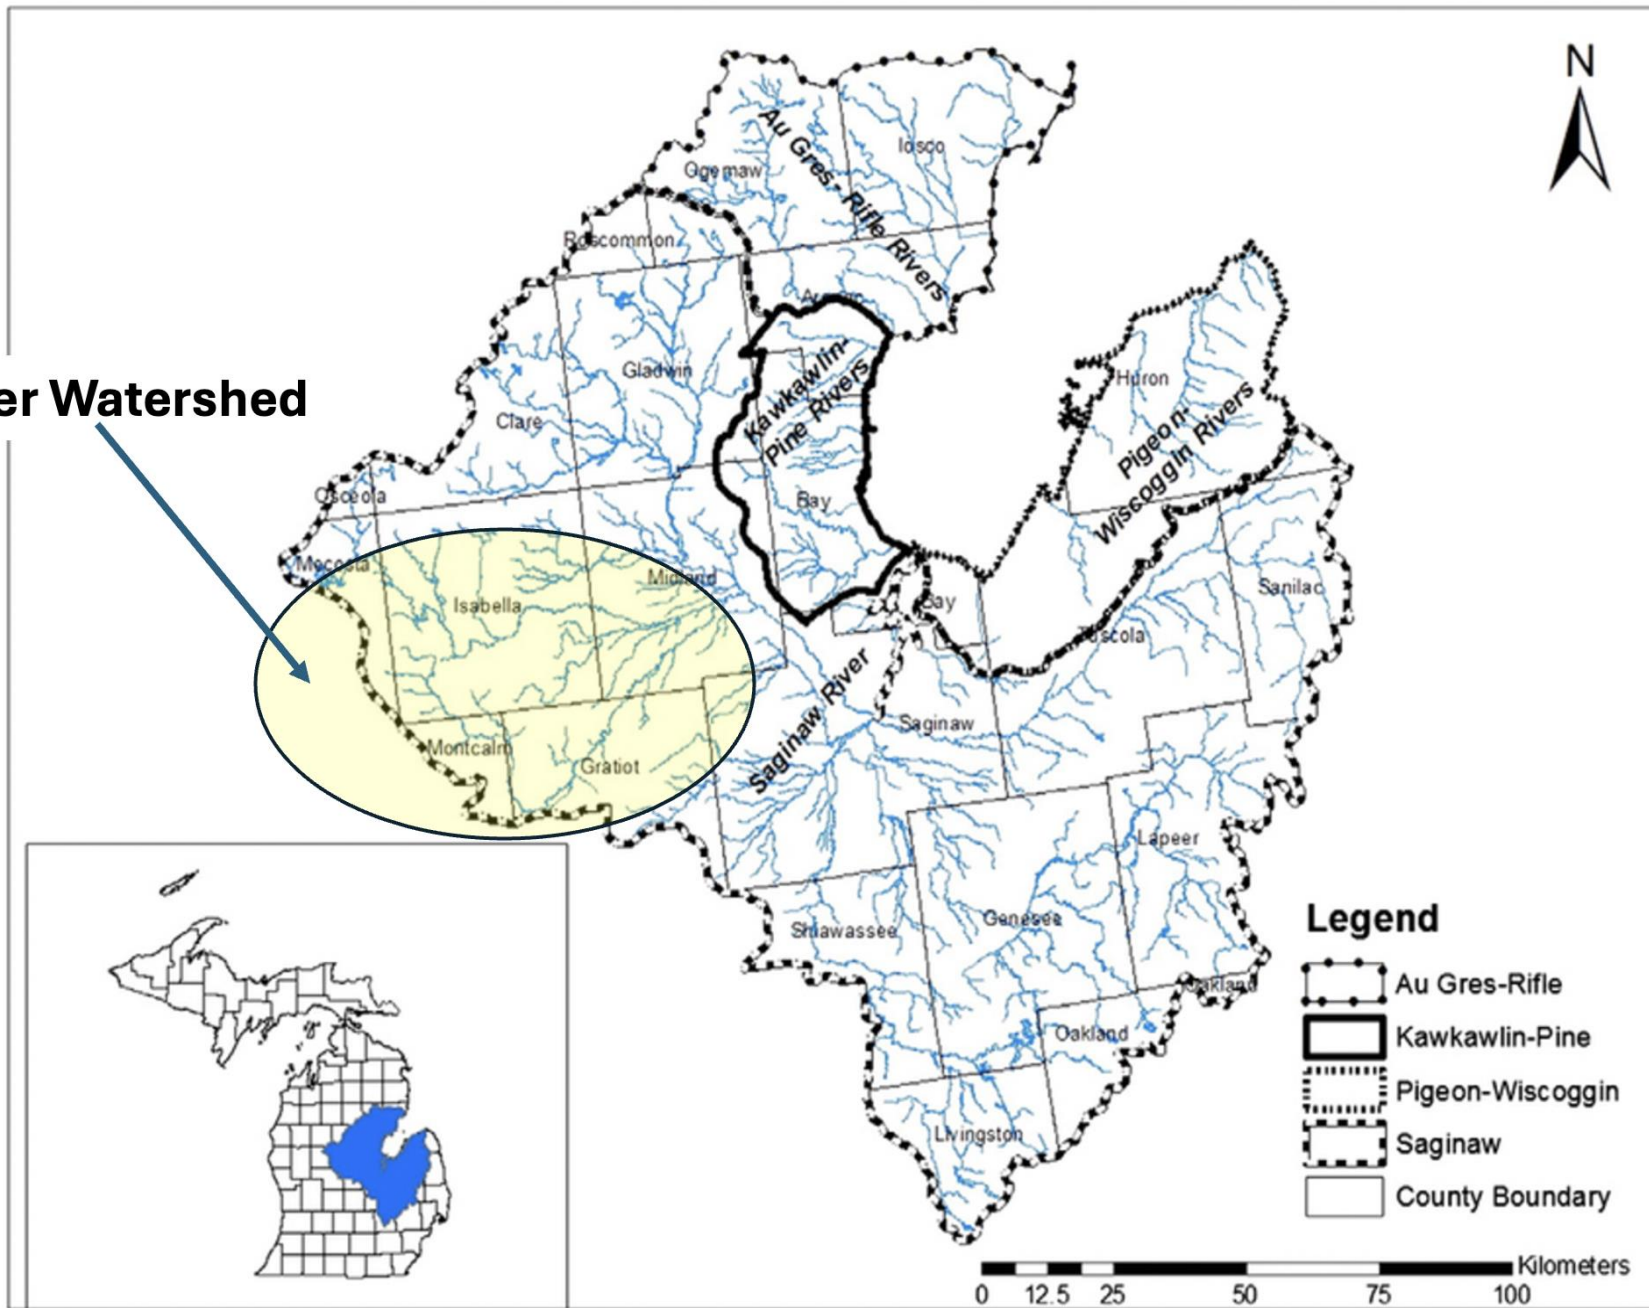 N
Iosco
Ogemaw
Au Gres - Rifle Rivers
Roscommon
Gladwin
Kawkawlin-
Pine Rivers
Huron
er Watershed
Clare
Pigeon-
Wiscoggin Rivers
Osceola
Bay
Mecosta
Midland
Isabella
Bay
Sanilac
Tuscola
Saginaw River
Saginaw
Montcalm
Gratiot
Lapeer
Genesee
Shiawassee
Oakland
Oakland
Livingston
Legend
Au Gres-Rifle
Kawkawlin-Pine
Pigeon-Wiscoggin
Saginaw
County Boundary
Kilometers
0 12.5 25 50 75 100